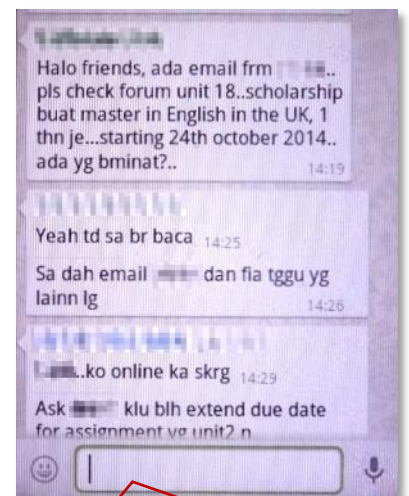 Halo friends, ada email frm ..
pls check forum unit 18..scholarship
buat master in English in the UK, 1
thn je...starting 24th october 2014..
ada yg bminat?..
14:19
Yeah td sa br baca 14:25
Sa dah email dan fia tggu yg
lainn lg
14:26
..ko online ka skrg 14:29
Ask klu blh extend due date
for assignment yg unit2 n